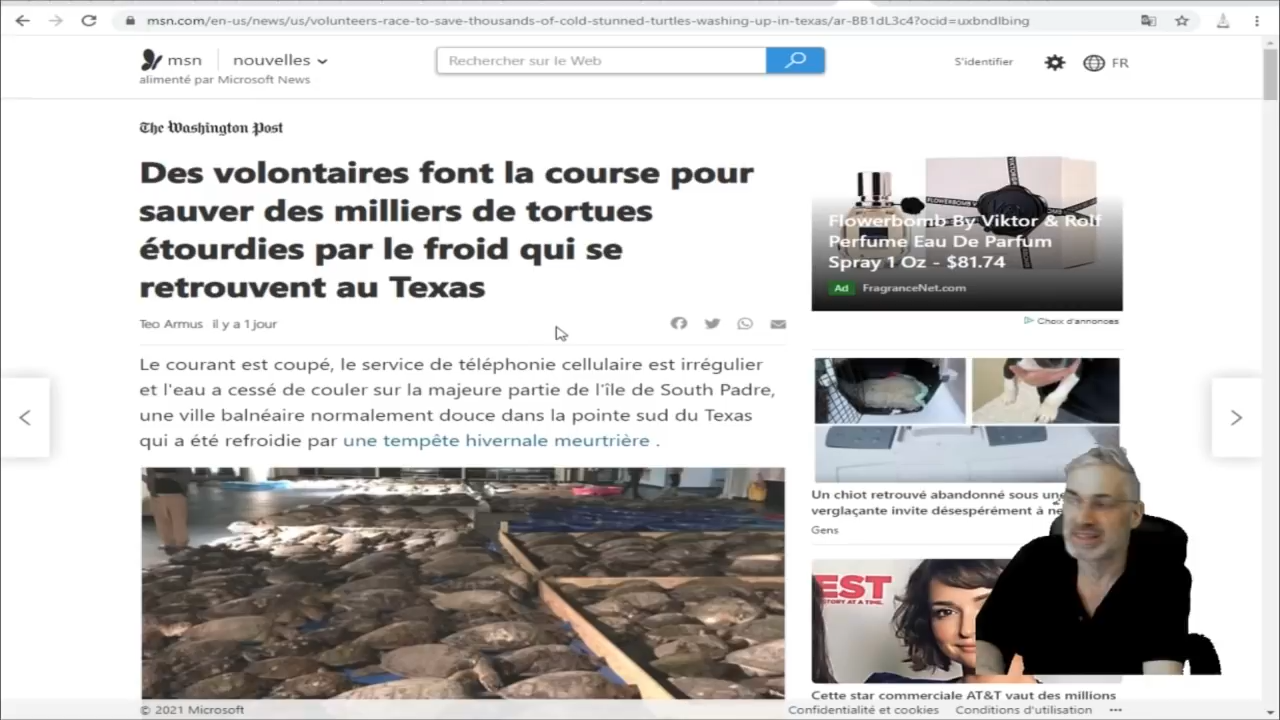 msn.com/en-us/news/us/volunteers-race-to-save-thousands-of-cold-stunned-turtles-washing-up-in-texas/ar-BB1dL3c4?ocid=uxbndlbing
msn nouvelles
alimenté par Microsoft News
Rechercher sur le Web
S'identifier
FR
The Washington Post
Des volontaires font la course pour
sauver des milliers de tortues
étourdies par le froid qui se
retrouvent au Texas
Teo Armus il y a 1 jour
Le courant est coupé, le service de téléphonie cellulaire est irrégulier
et l'eau a cessé de couler sur la majeure partie de l'île de South Padre,
une ville balnéaire normalement douce dans la pointe sud du Texas
qui a été refroidie par une tempête hivernale meurtrière .
FLOWERBOMB
Flowerbomb By Viktor & Rolf
Perfume Eau De Parfum
Spray 1 Oz - $81.74
Ad FragranceNet.com
Choix d'annonces
Un chiot retrouvé abandonné sous une
verglaçante invite désespérément à
Gens
EST
STORY AT A TIME.
Cette star commerciale AT&T vaut des millions
© 2021 Microsoft
Confidentialité et cookies Conditions d'utilisation ...